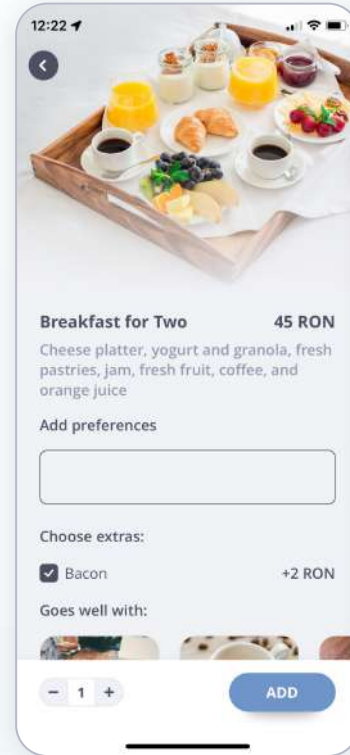 12:22
Breakfast for Two 45 RON
Cheese platter, yogurt and granola, fresh
pastries, jam, fresh fruit, coffee, and
orange juice
Add preferences
Choose extras:
Bacon +2 RON
Goes well with:
− 1 + ADD